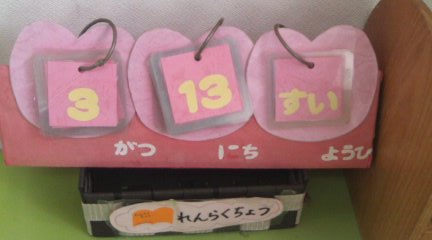 3 13 すい
がつ にち ようび
れんらくちょう